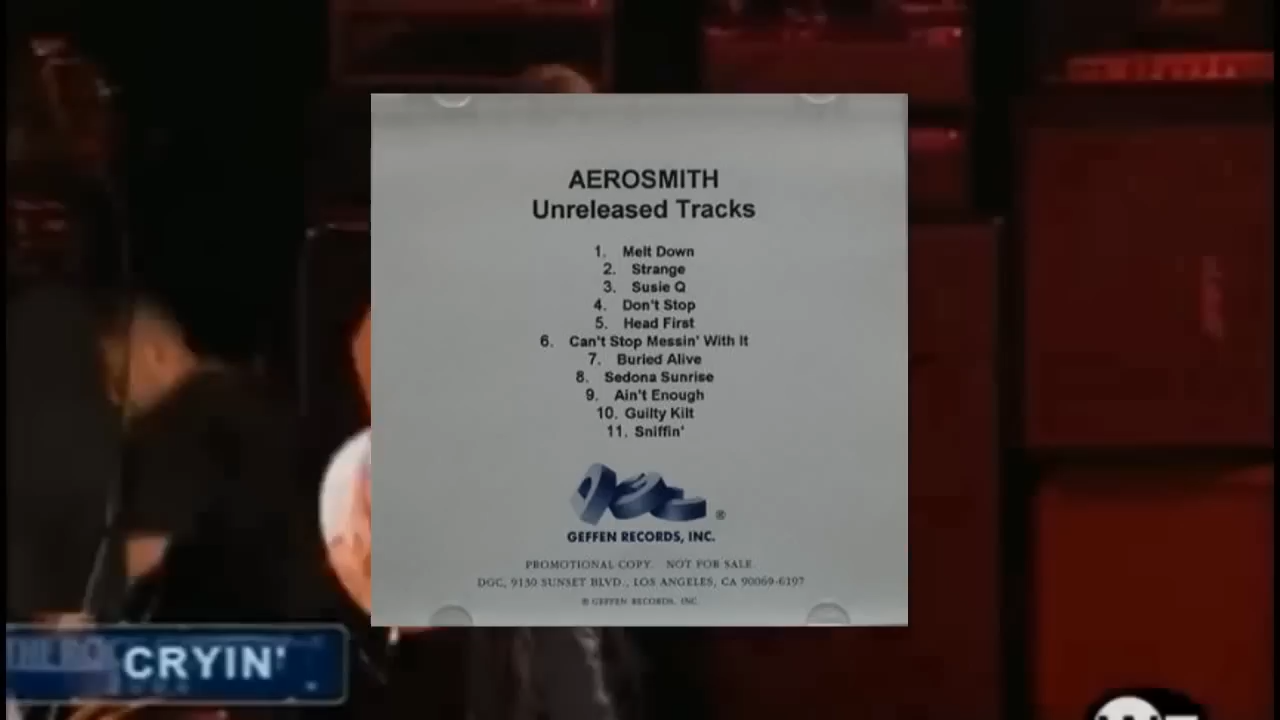 AEROSMITH
Unreleased Tracks
1. Melt Down
2. Strange
3. Susie Q
4. Don't Stop
5. Head First
6. Can't Stop Messin' With It
7. Buried Alive
8. Sedona Sunrise
9. Ain't Enough
10. Guilty Kilt
11. Sniffin'
®
GEFFEN RECORDS, INC.
PROMOTIONAL COPY. NOT FOR SALE.
DGC, 9130 SUNSET BLVD., LOS ANGELES, CA 90069-6197
© GEFFEN RECORDS, INC.
CRYIN'